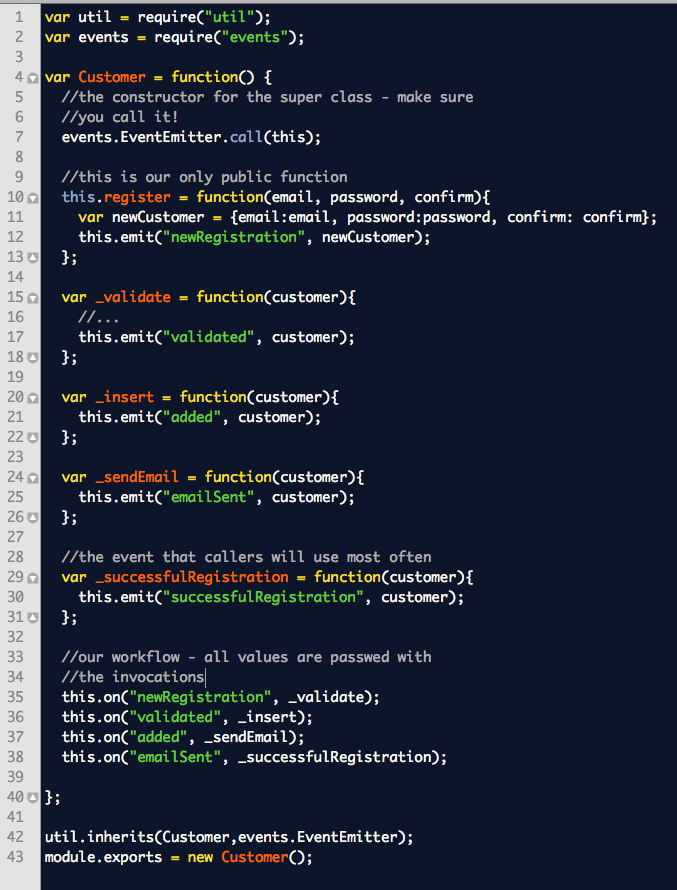 1 var util = require("util");
2 var events = require("events");
3
4 var Customer = function() {
5 //the constructor for the super class - make sure
6 //you call it!
7 events.EventEmitter.call(this);
8
9 //this is our only public function
10 this.register = function(email, password, confirm){
11 var newCustomer = {email:email, password:password, confirm: confirm};
12 this.emit("newRegistration", newCustomer);
13 };
14
15 var _validate = function(customer){
16 //...
17 this.emit("validated", customer);
18 };
19
20 var _insert = function(customer){
21 this.emit("added", customer);
22 };
23
24 var _sendEmail = function(customer){
25 this.emit("emailSent", customer);
26 };
27
28 //the event that callers will use most often
29 var _successfulRegistration = function(customer){
30 this.emit("successfulRegistration", customer);
31 };
32
33 //our workflow - all values are passwed with
34 //the invocations
35 this.on("newRegistration", _validate);
36 this.on("validated", _insert);
37 this.on("added", _sendEmail);
38 this.on("emailSent", _successfulRegistration);
39
40 };
41
42 util.inherits(Customer,events.EventEmitter);
43 module.exports = new Customer();